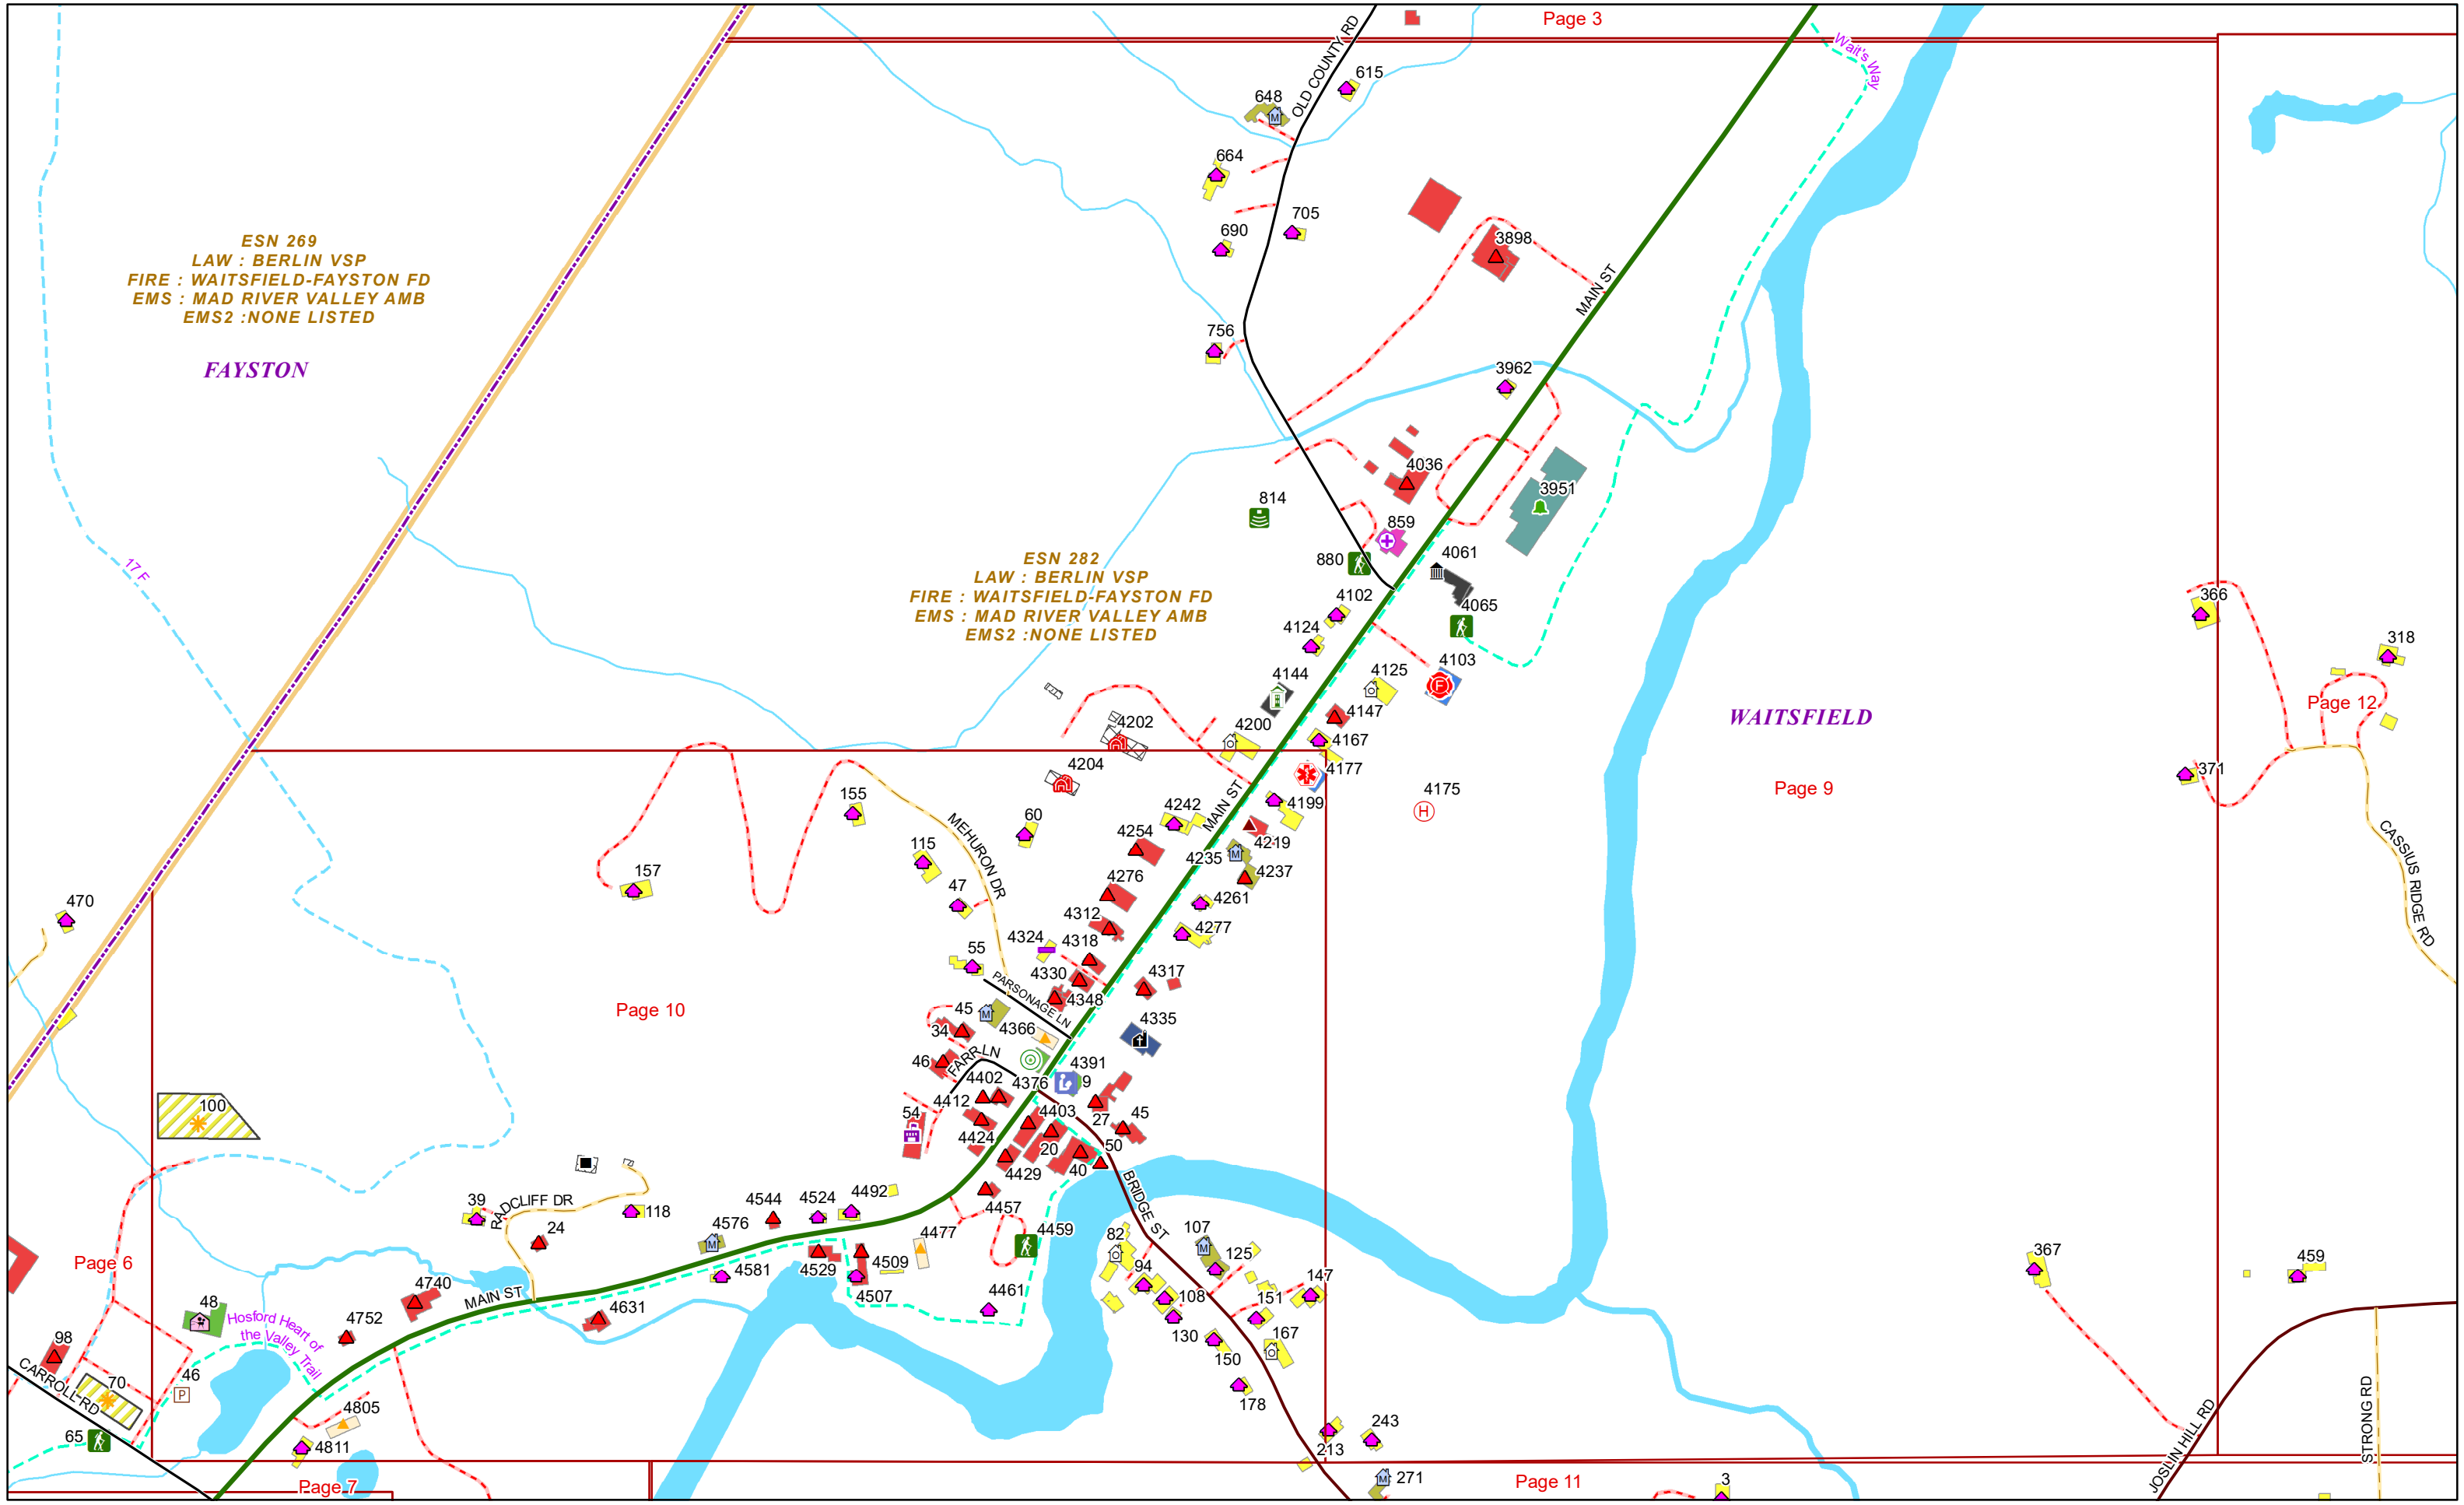 Page 3
OLD COUNTY RD
Wait's Way
615
648
664
705
690
3898
MAIN ST
ESN 269
LAW : BERLIN VSP
FIRE : WAITSFIELD-FAYSTON FD
EMS : MAD RIVER VALLEY AMB
EMS2 :NONE LISTED
FAYSTON
756
3962
4036
814
3951
859
880
4061
17 F
ESN 282
LAW : BERLIN VSP
FIRE : WAITSFIELD-FAYSTON FD
EMS : MAD RIVER VALLEY AMB
EMS2 :NONE LISTED
4102
4065
4124
366
318
4103
4144
4125
F
Page 12
4147
WAITSFIELD
4202
4200
4167
4204
4177
371
Page 9
4175
H
155
60
4242
MAIN ST
4199
MEHURON DR
4254
4219
CASSIUS RIDGE RD
115
4235
M
157
4276
4237
47
4261
470
4312
4277
4324
4318
55
4330
4317
PARSONAGE LN
4348
Page 10
45
M
4366
4335
34
46
FARR LN
4391
4402
4376
9
100
4412
4403
54
27
45
4424
20
50
4429
40
BRIDGE ST
39
RADCLIFF DR
118
24
4544
4524
4492
4457
4576
M
4477
4459
82
107
M
125
Page 6
4581
4529
4509
94
367
459
4740
4507
4461
108
147
MAIN ST
48
4631
151
Hosford Heart of
the Valley Trail
4752
130
167
98
150
CARROLL RD
70
46
P
178
4805
65
4811
213
243
JOSLIN HILL RD
STRONG RD
Page 7
M
271
Page 11
3